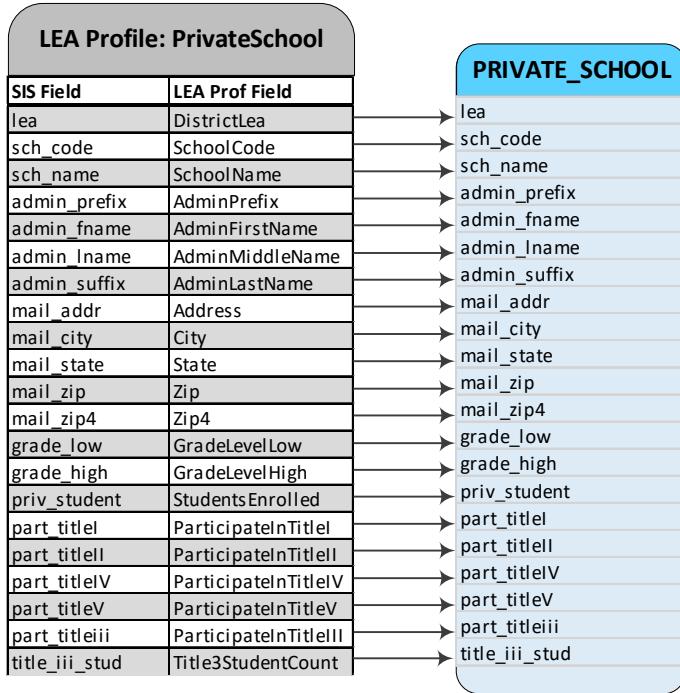 LEA Profile: PrivateSchool
SIS Field LEA Prof Field
lea DistrictLea
sch_code SchoolCode
sch_name SchoolName
admin_prefix AdminPrefix
admin_fname AdminFirstName
admin_lname AdminMiddleName
admin_suffix AdminLastName
mail_addr Address
mail_city City
mail_state State
mail_zip Zip
mail_zip4 Zip4
grade_low GradeLevelLow
grade_high GradeLevelHigh
priv_student StudentsEnrolled
part_titleI ParticipateInTitleI
part_titleII ParticipateInTitleII
part_titleIV ParticipateInTitleIV
part_titleV ParticipateInTitleV
part_titleiii ParticipateInTitleIII
title_iii_stud Title3StudentCount
PRIVATE_SCHOOL
lea
sch_code
sch_name
admin_prefix
admin_fname
admin_lname
admin_suffix
mail_addr
mail_city
mail_state
mail_zip
mail_zip4
grade_low
grade_high
priv_student
part_titleI
part_titleII
part_titleIV
part_titleV
part_titleiii
title_iii_stud